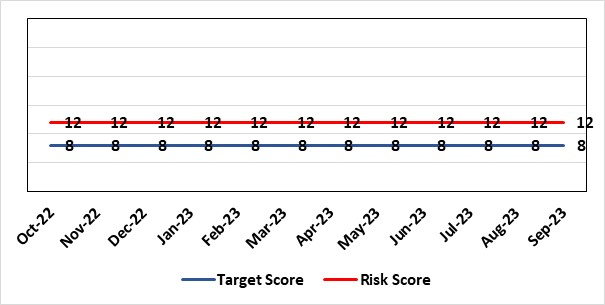 12 12 12 12 12 12 12 12 12 12 12 12
8 8 8 8 8 8 8 8 8 8 8 8
Oct-22 Nov-22 Dec-22 Jan-23 Feb-23 Mar-23 Apr-23 May-23 Jun-23 Jul-23 Aug-23 Sep-23
Target Score Risk Score